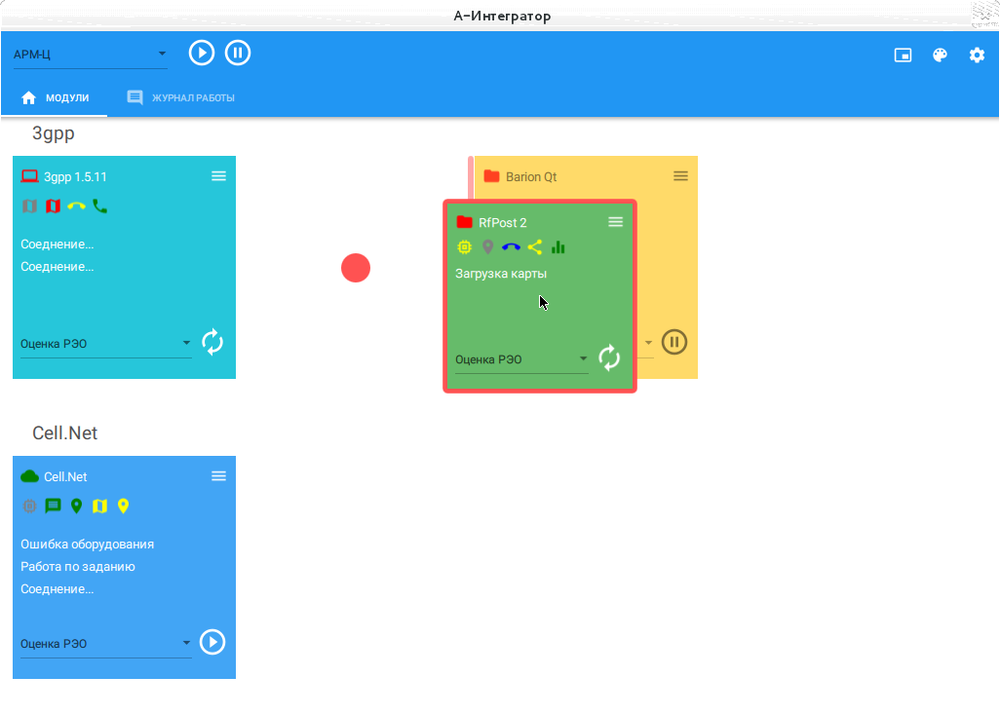 А-Интегратор
АРМ-Ц
МОДУЛИ
ЖУРНАЛ РАБОТЫ
3gpp
3gpp 1.5.11
Соеднение...
Соеднение...
Оценка РЭО
Barion Qt
RfPost 2
Загрузка карты
Оценка РЭО
Cell.Net
Cell.Net
Ошибка оборудования
Работа по заданию
Соеднение...
Оценка РЭО